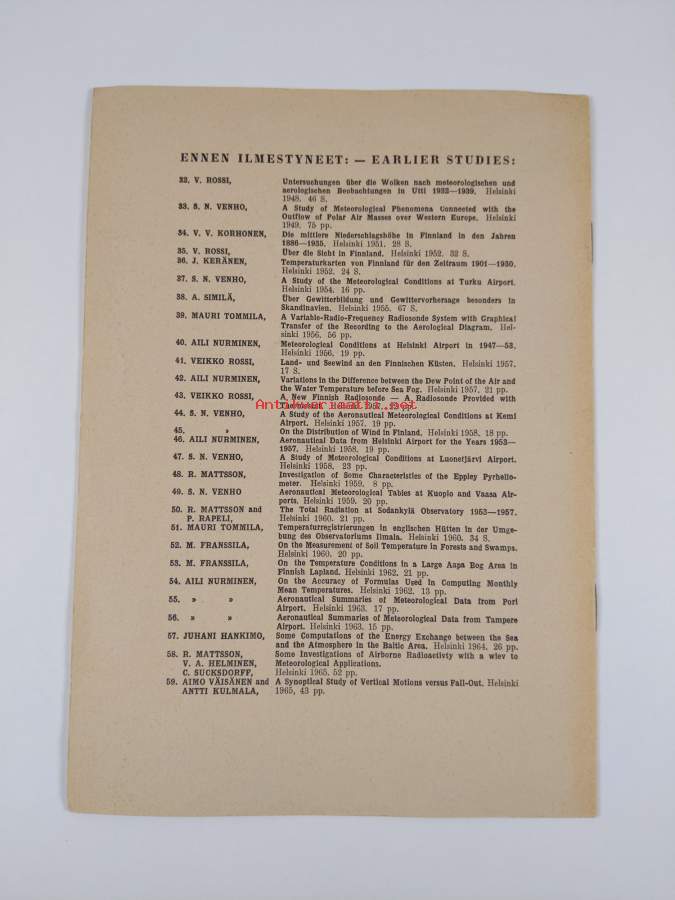 ENNEN ILMESTYNEET: — EARLIER STUDIES:
32. V. ROSSI, Untersuchungen über die Wolken nach meteorologischen und
aerologischen Beobachtungen in Utti 1932—1939. Helsinki
1948. 46 S.
33. S. N. VENHO, A Study of Meteorological Phenomena Connected with the
Outflow of Polar Air Masses over Western Europe. Helsinki
1949. 75 pp.
34. V. V. KORHONEN, Die mittlere Niederschlagshöhe in Finnland in den Jahren
1886—1935. Helsinki 1951. 28 S.
35. V. ROSSI, Über die Sicht in Finnland. Helsinki 1952. 32 S.
36. J. KERÄNEN, Temperaturkarten von Finnland für den Zeitraum 1901—1930.
Helsinki 1952. 24 S.
37. S. N. VENHO, A Study of the Meteorological Conditions at Turku Airport.
Helsinki 1954. 16 pp.
38. A. SIMILÄ, Über Gewitterbildung und Gewittervorhersage besonders in
Skandinavien. Helsinki 1955. 67 S.
39. MAURI TOMMILA, A Variable-Radio-Frequency Radiosonde System with Graphical
Transfer of the Recording to the Aerological Diagram. Hel-
sinki 1956. 56 pp.
40. AILI NURMINEN, Meteorological Conditions at Helsinki Airport in 1947—53.
Helsinki 1956. 19 pp.
41. VEIKKO ROSSI, Land- und Seewind an den Finnischen Küsten. Helsinki 1957.
17 S.
42. AILI NURMINEN, Variations in the Difference between the Dew Point of the Air and
the Water Temperature before Sea Fog. Helsinki 1957. 21 pp.
43. VEIKKO ROSSI, A New Finnish Radiosonde — A Radiosonde Provided with
Antikvariaatti.net
44. S. N. VENHO, A Study of the Aeronautical Meteorological Conditions at Kemi
Airport. Helsinki 1957. 19 pp.
45. » On the Distribution of Wind in Finland, Helsinki 1958. 18 pp.
46. AILI NURMINEN, Aeronautical Data from Helsinki Airport for the Years 1953—
1957. Helsinki 1958. 19 pp.
47. S. N. VENHO, A Study of Meteorological Conditions at Luonetjärvi Airport.
Helsinki 1958. 23 pp.
48. R. MATTSSON, Investigation of Some Characteristics of the Eppley Pyrhelio-
meter. Helsinki 1959. 8 pp.
49. S. N. VENHO Aeronautical Meteorological Tables at Kuopio and Vaasa Air-
ports. Helsinki 1959. 20 pp.
50. R. MATTSSON and The Total Radiation at Sodankylä Observatory 1953—1957.
P. RAPELI, Helsinki 1960. 21 pp.
51. MAURI TOMMILA, Temperaturregistrierungen in englischen Hütten in der Umge-
bung des Observatoriums Ilmala. Helsinki 1960. 34 S.
52. M. FRANSSILA, On the Measurement of Soil Temperature in Forests and Swamps.
Helsinki 1960. 20 pp.
53. M. FRANSSILA, On the Temperature Conditions in a Large Aapa Bog Area in
Finnish Lapland. Helsinki 1962. 21 pp.
54. AILI NURMINEN, On the Accuracy of Formulas Used in Computing Monthly
Mean Temperatures. Helsinki 1962. 13 pp.
55. » » Aeronautical Summaries of Meteorological Data from Pori
Airport. Helsinki 1963. 17 pp.
56. » » Aeronautical Summaries of Meteorological Data from Tampere
Airport. Helsinki 1963. 15 pp.
57. JUHANI HANKIMO, Some Computations of the Energy Exchange between the Sea
and the Atmosphere in the Baltic Area. Helsinki 1964. 26 pp.
58. R. MATTSSON, Some Investigations of Airborne Radioactivty with a wiev to
V. A. HELMINEN, Meteorological Applications.
C. SUCKSDORFF, Helsinki 1965. 52 pp.
59. AIMO VÄISÄNEN and A Synoptical Study of Vertical Motions versus Fall-Out. Helsinki
ANTTI KULMALA, 1965, 43 pp.